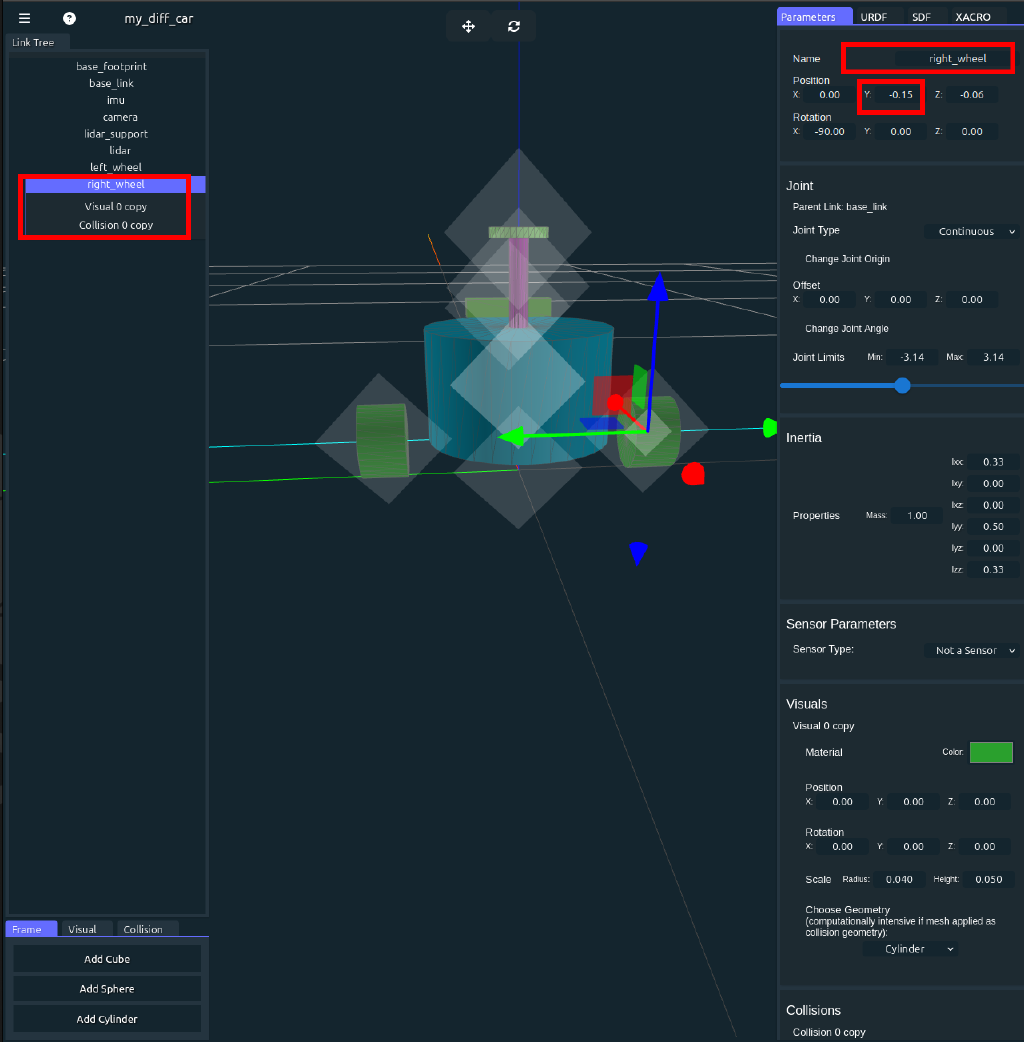 my_diff_car
Link Tree
base_footprint
base_link
imu
camera
lidar_support
lidar
left_wheel
right_wheel
Visual 0 copy
Collision 0 copy
Frame Visual Collision
Add Cube
Add Sphere
Add Cylinder
Parameters URDF SDF XACRO
Name right_wheel
Position
X: 0.00 Y: -0.15 Z: -0.06
Rotation
X: -90.00 Y: 0.00 Z: 0.00
Joint
Parent Link: base_link
Joint Type Continuous
Change Joint Origin
Offset
X: 0.00 Y: 0.00 Z: 0.00
Change Joint Angle
Joint Limits Min: -3.14 Max: 3.14
Inertia
Ixx: 0.33
Ixy: 0.00
Ixz: 0.00
Properties Mass: 1.00
Iyy: 0.50
Iyz: 0.00
Izz: 0.33
Sensor Parameters
Sensor Type: Not a Sensor
Visuals
Visual 0 copy
Material Color:
Position
X: 0.00 Y: 0.00 Z: 0.00
Rotation
X: 0.00 Y: 0.00 Z: 0.00
Scale Radius: 0.040 Height: 0.050
Choose Geometry
(computationally intensive if mesh applied as
collision geometry):
Cylinder
Collisions
Collision 0 copy